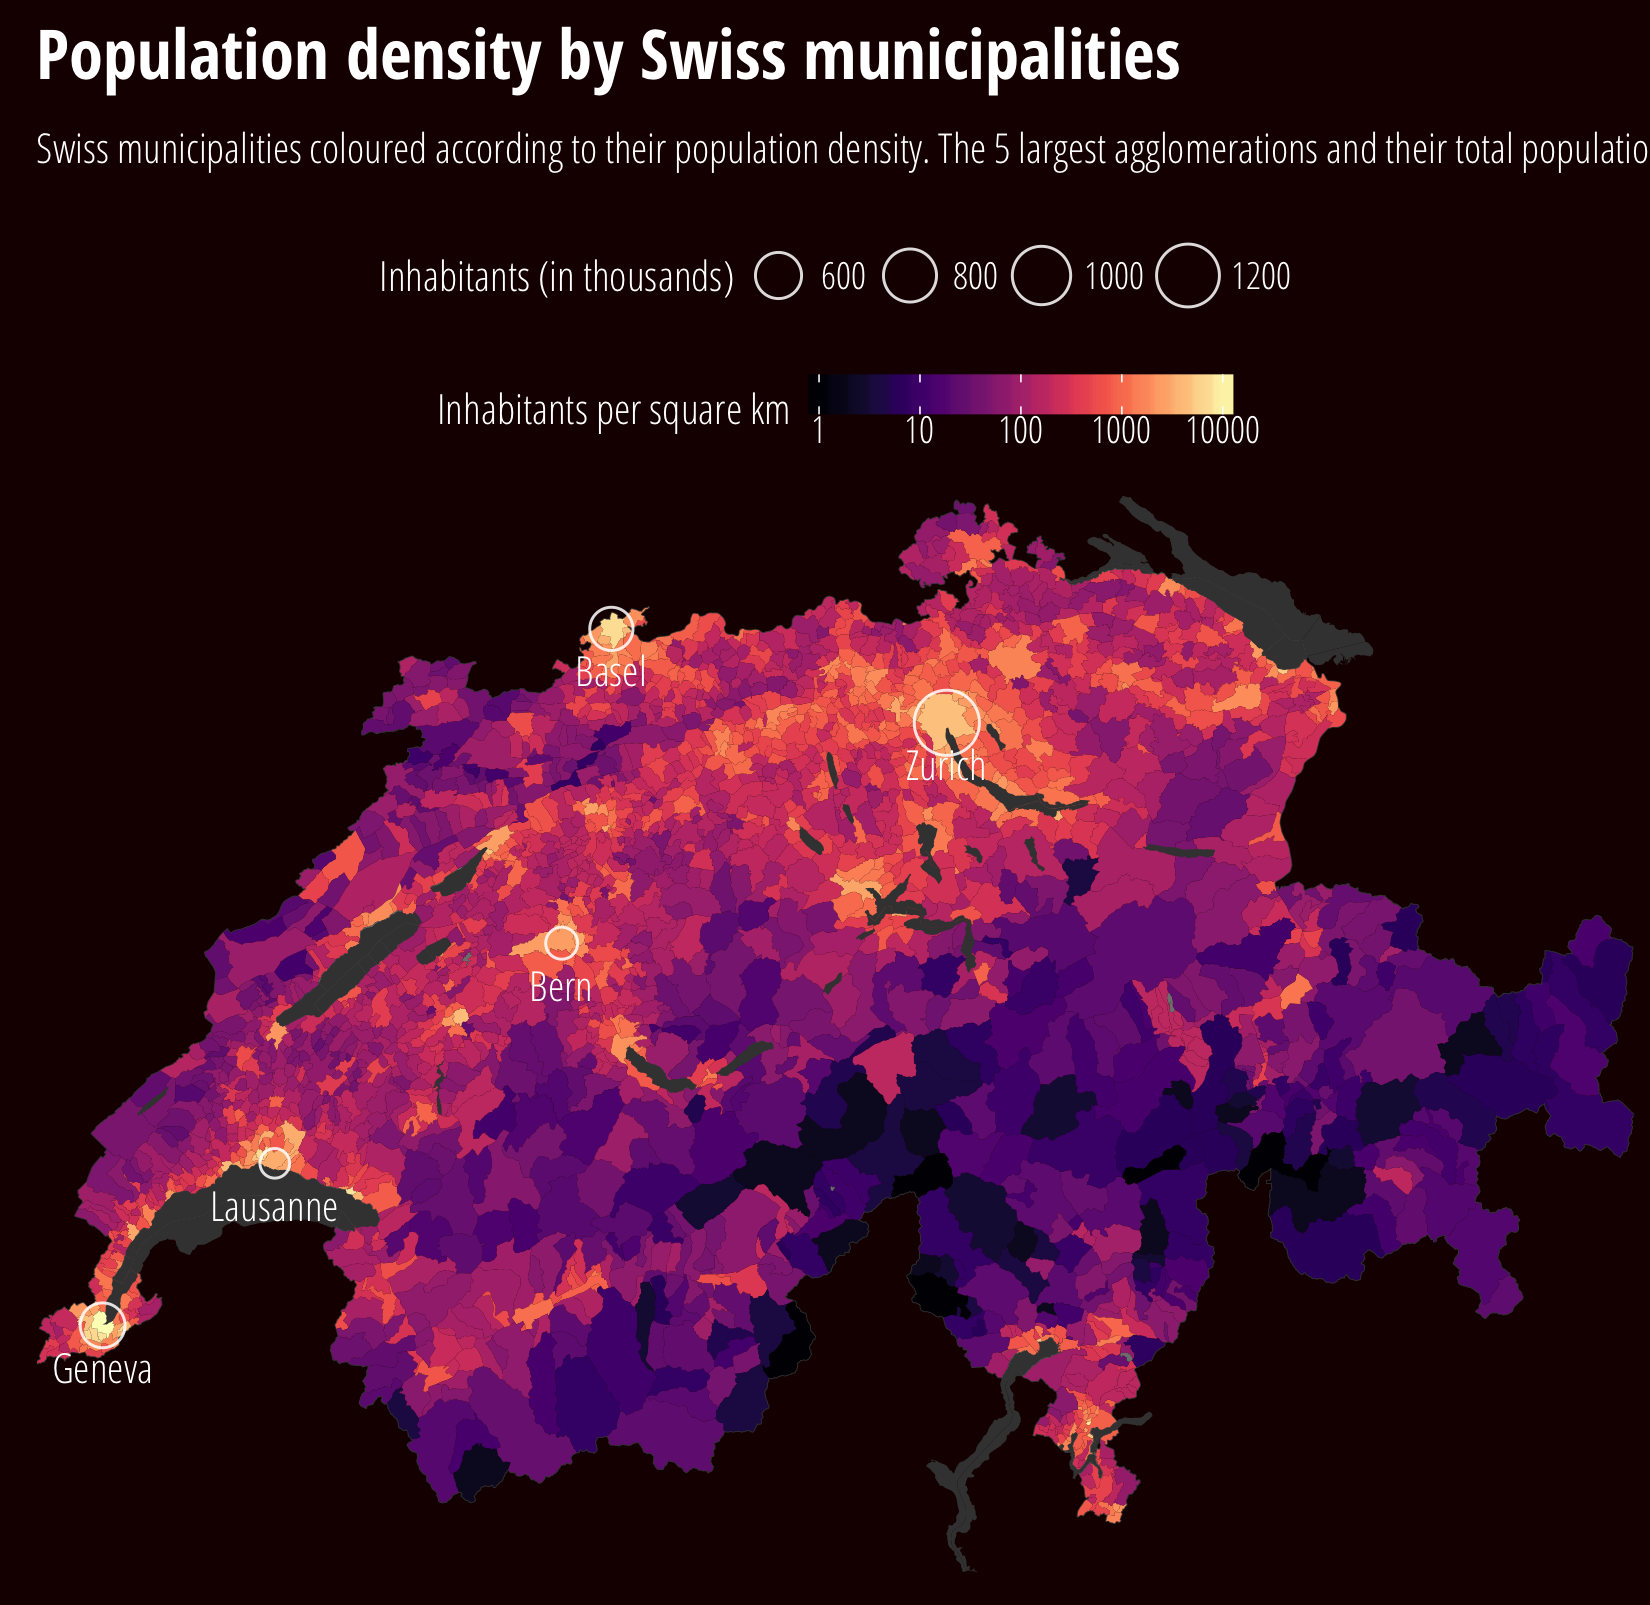 Population density by Swiss municipalities
Swiss municipalities coloured according to their population density. The 5 largest agglomerations and their total populatio
Inhabitants (in thousands) 600 800 1000 1200
Inhabitants per square km
1 10 100 1000 10000
Basel
Zurich
Bern
Lausanne
Geneva